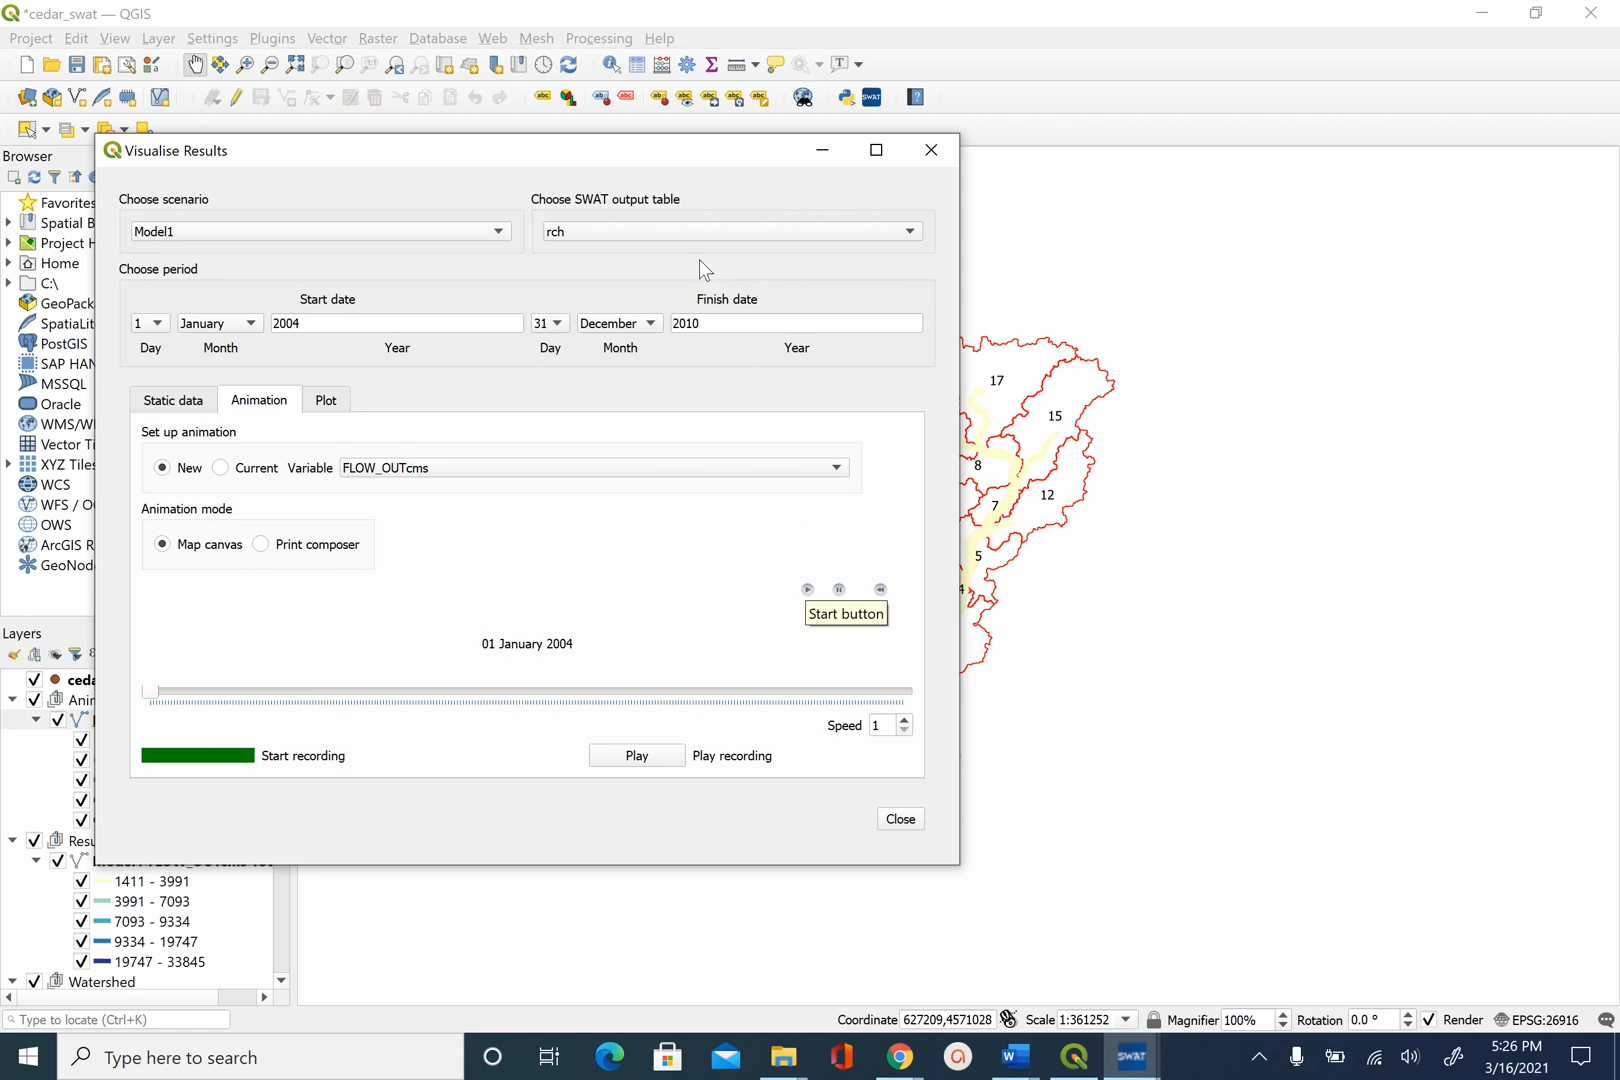 *cedar_swat — QGIS
Project Edit View Layer Settings Plugins Vector Raster Database Web Mesh Processing Help
Browser
Visualise Results
Favorites
Spatial B
Project H
Home
C:\
GeoPack
SpatiaLit
PostGIS
SAP HAN
MSSQL
Oracle
WMS/W
Vector Ti
XYZ Tiles
WCS
WFS / O
OWS
ArcGIS R
GeoNod
Choose scenario
Choose SWAT output table
Model1
rch
Choose period
Start date
Finish date
1 January 2004
31 December 2010
Day Month Year
Day Month Year
Static data Animation Plot
Set up animation
New Current Variable FLOW_OUTcms
Animation mode
Map canvas Print composer
Start button
01 January 2004
Speed 1
Start recording
Play Play recording
Close
17
15
8
12
7
5
4
Layers
ceda
Anin
Resu
1411 - 3991
3991 - 7093
7093 - 9334
9334 - 19747
19747 - 33845
Watershed
Type to locate (Ctrl+K)
Coordinate 627209,4571028 Scale 1:361252 Magnifier 100% Rotation 0.0 ° Render EPSG:26916
Type here to search
SWAT
5:26 PM
3/16/2021